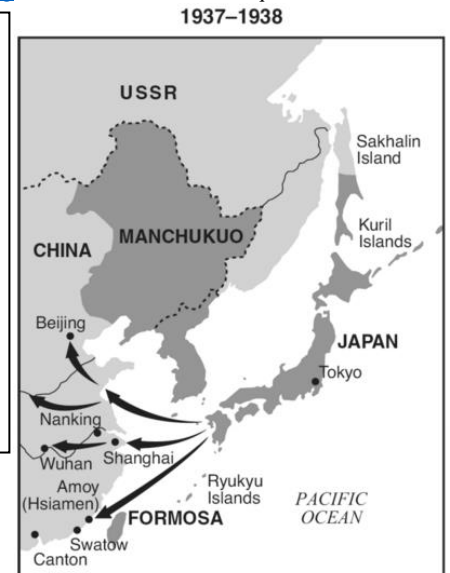 1937–1938
USSR
Sakhalin
Island
Kuril
Islands
MANCHUKUO
CHINA
Beijing
JAPAN
Tokyo
Nanking
Wuhan
Shanghai
Ryukyu
Islands
Amoy
(Hsiamen)
FORMOSA
PACIFIC
OCEAN
Swatow
Canton